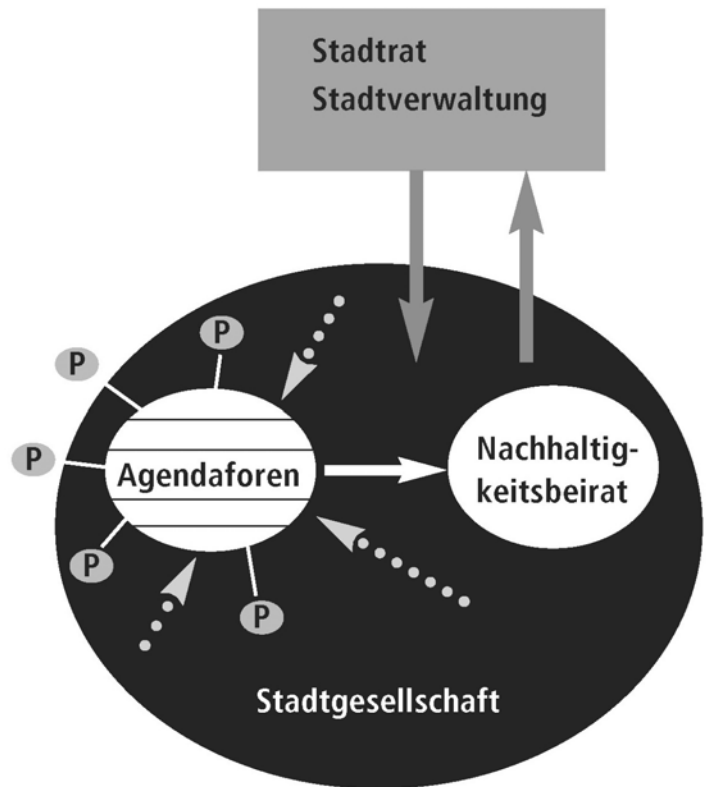 Stadtrat
Stadtverwaltung
P
P
P
Agendaforen
Nachhaltig-
keitsbeirat
P
P
Stadtgesellschaft